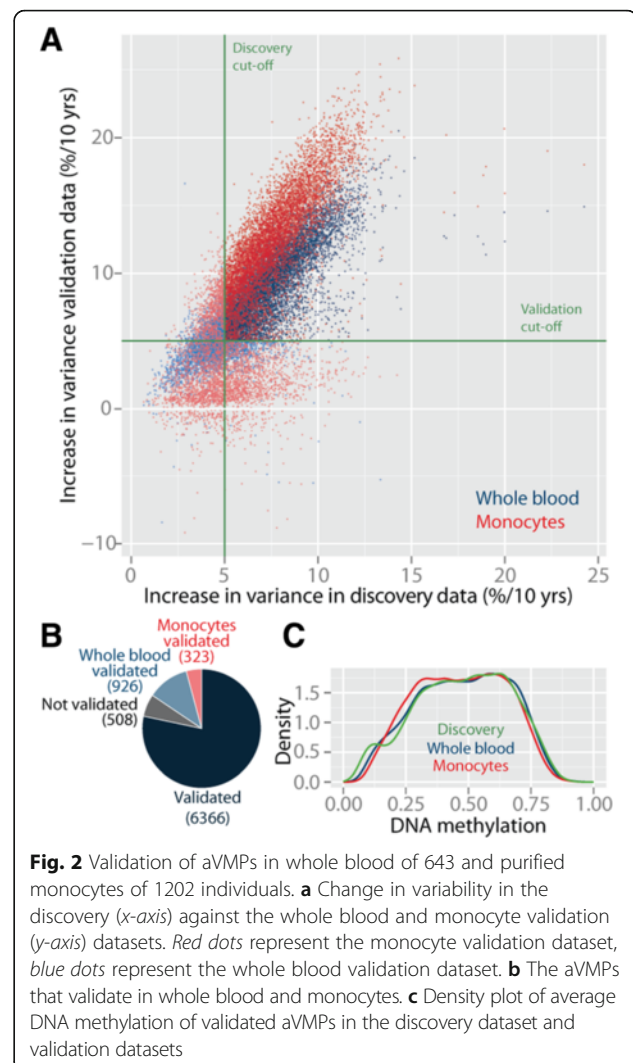 A
Discovery
cut-off
Increase in variance validation data (%/10 yrs)
20
10
0
−10
Validation
cut-off
Whole blood
Monocytes
0 5 10 15 20 25
Increase in variance in discovery data (%/10 yrs)
B
Monocytes
validated
(323)
Whole blood
validated
(926)
Not validated
(508)
Validated
(6366)
C
Density
1.5
1.0
0.5
0.0
Discovery
Whole blood
Monocytes
0.00 0.25 0.50 0.75 1.00
DNA methylation
Fig. 2 Validation of aVMPs in whole blood of 643 and purified
monocytes of 1202 individuals. a Change in variability in the
discovery (x-axis) against the whole blood and monocyte validation
(y-axis) datasets. Red dots represent the monocyte validation dataset,
blue dots represent the whole blood validation dataset. b The aVMPs
that validate in whole blood and monocytes. c Density plot of average
DNA methylation of validated aVMPs in the discovery dataset and
validation datasets